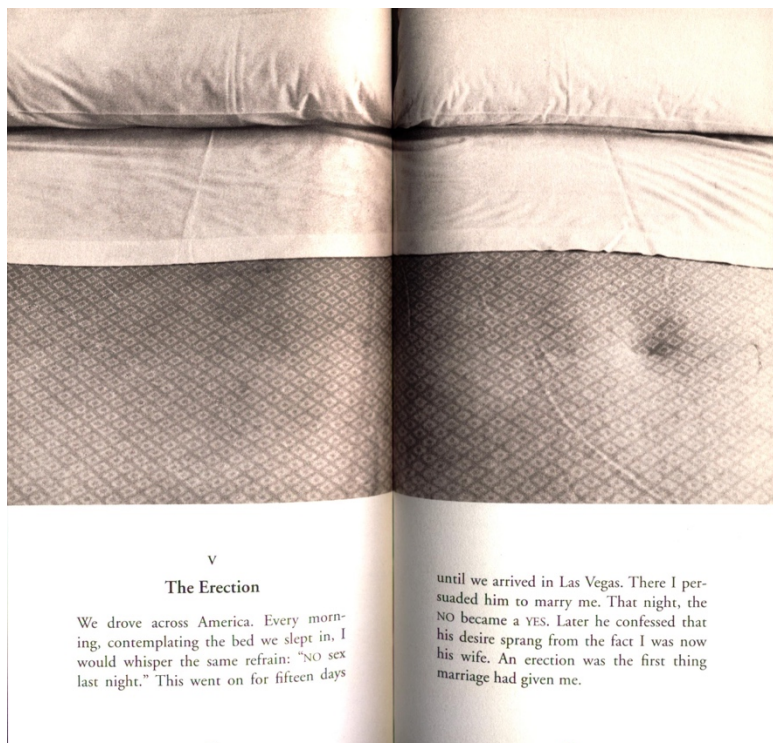 V
The Erection
We drove across America. Every morn-
ing, contemplating the bed we slept in, I
would whisper the same refrain: “NO sex
last night.” This went on for fifteen days
until we arrived in Las Vegas. There I per-
suaded him to marry me. That night, the
NO became a YES. Later he confessed that
his desire sprang from the fact I was now
his wife. An erection was the first thing
marriage had given me.